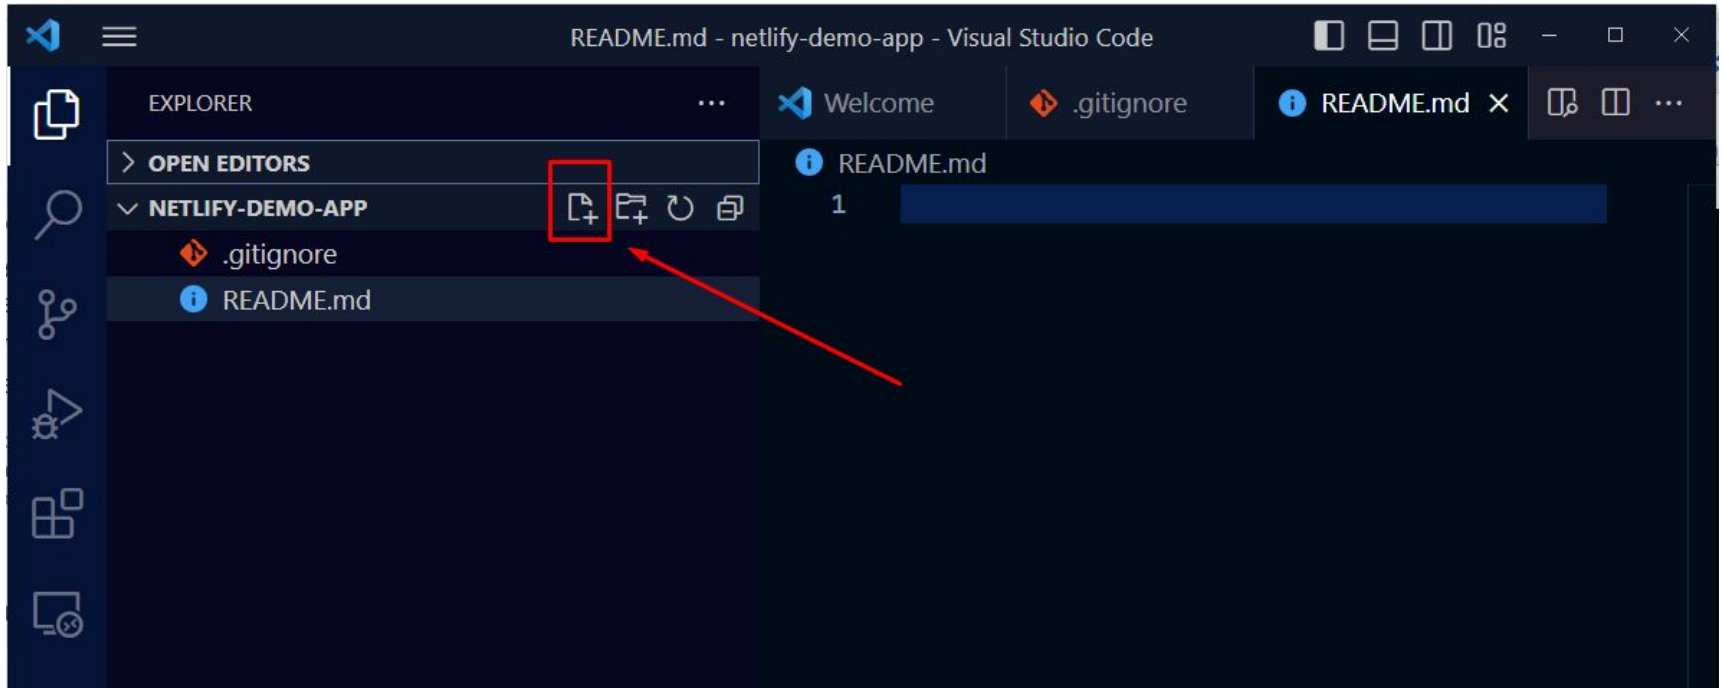 README.md - netlify-demo-app - Visual Studio Code
EXPLORER
Welcome
.gitignore
README.md
OPEN EDITORS
README.md
NETLIFY-DEMO-APP
1
.gitignore
README.md